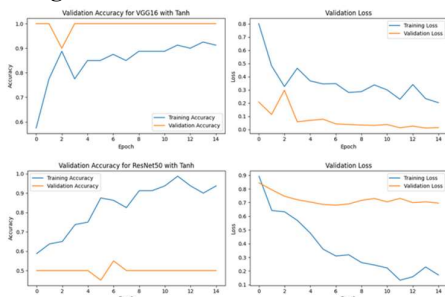 Validation Accuracy for VGG16 with Tanh
1.0
0.9
0.8
0.7
0.6
Accuracy
Training Accuracy
Validation Accuracy
0 2 4 6 8 10 12 14
Epoch
Validation Loss
Training Loss
Validation Loss
0.8
0.7
0.6
0.5
0.4
0.3
0.2
0.1
0.0
Loss
0 2 4 6 8 10 12 14
Epoch
Validation Accuracy for ResNet50 with Tanh
Training Accuracy
Validation Accuracy
1.0
0.9
0.8
0.7
0.6
0.5
Accuracy
0 2 4 6 8 10 12 14
Validation Loss
Training Loss
Validation Loss
0.9
0.8
0.7
0.6
0.5
0.4
0.3
0.2
0.1
Loss
0 2 4 6 8 10 12 14